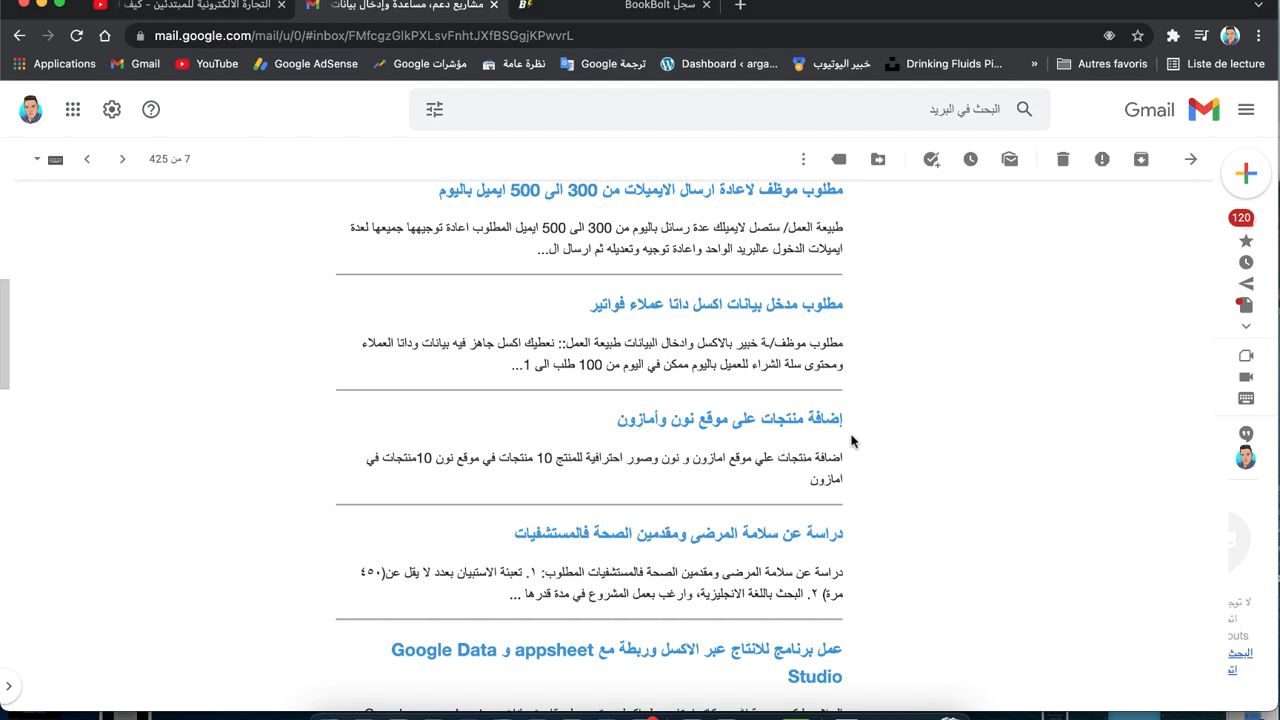 التجارة الالكترونية للمبتدئين - كيف
مشاريع دعم، مساعدة وإدخال بيانات
سجل BookBolt
mail.google.com/mail/u/0/#inbox/FMfcgzGlkPXLsvFnhtJXfBSGgjKPwvrL
Applications
Gmail
YouTube
Google AdSense
مؤشرات Google
نظرة عامة
ترجمة Google
Dashboard ‹ arga...
خبير اليوتيوب
Drinking Fluids Pi...
»
Autres favoris
Liste de lecture
البحث في البريد
Gmail
7 من 425
120
مطلوب موظف لاعادة ارسال الايميلات من 300 الى 500 ايميل باليوم
طبيعة العمل/ ستصل لايميلك عدة رسائل باليوم من 300 الى 500 ايميل المطلوب اعادة توجيهها جميعها لعدة
ايميلات الدخول عالبريد الواحد واعادة توجيه وتعديله ثم ارسال ال...
مطلوب مدخل بيانات اكسل داتا عملاء فواتير
مطلوب موظف/ـة خبير بالاكسل وادخال البيانات طبيعة العمل:: نعطيك اكسل جاهز فيه بيانات وداتا العملاء
ومحتوى سلة الشراء للعميل باليوم ممكن في اليوم من 100 طلب الى 1...
إضافة منتجات على موقع نون وأمازون
اضافة منتجات علي موقع امازون و نون وصور احترافية للمنتج 10 منتجات في موقع نون 10منتجات في
امازون
دراسة عن سلامة المرضى ومقدمين الصحة فالمستشفيات
دراسة عن سلامة المرضى ومقدمين الصحة فالمستشفيات المطلوب: ١. تعبئة الاستبيان بعدد لا يقل عن(٤٥٠
مرة) ٢. البحث باللغة الانجليزية، وارغب بعمل المشروع في مدة قدرها ...
عمل برنامج للانتاج عبر الاكسل وربطة مع appsheet و Google Data
Studio
لا توج
outs
البحث